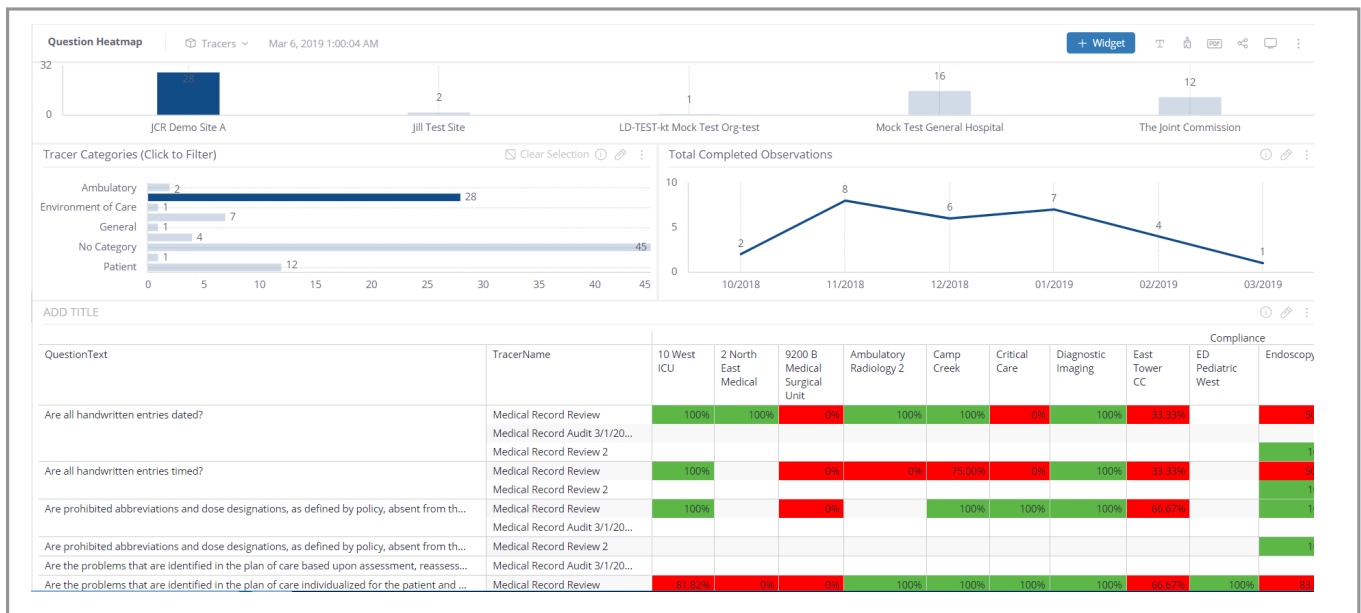 Question Heatmap Tracers Mar 6, 2019 1:00:04 AM + Widget T PDF
32
28 2 1 16 12
0
JCR Demo Site A Jill Test Site LD-TEST-kt Mock Test Org-test Mock Test General Hospital The Joint Commission
Tracer Categories (Click to Filter) Clear Selection
Ambulatory 2
28
Environment of Care 1
7
General 1
4
No Category 45
1
Patient 12
0 5 10 15 20 25 30 35 40 45
Total Completed Observations
10
5
0
2 8 6 7 4 1
10/2018 11/2018 12/2018 01/2019 02/2019 03/2019
ADD TITLE
Compliance
QuestionText TracerName 10 West 2 North 9200 B Ambulatory Camp Critical Diagnostic East ED Endoscopy
ICU East Medical Radiology 2 Creek Care Imaging Tower Pediatric
Medical Surgical CC West
Unit
Are all handwritten entries dated? Medical Record Review 100% 100% 0% 100% 100% 0% 100% 33.33% 50
Medical Record Audit 3/1/20...
Medical Record Review 2 1
Are all handwritten entries timed? Medical Record Review 100% 0% 0% 75.00% 0% 100% 33.33% 50
Medical Record Review 2 1
Are prohibited abbreviations and dose designations, as defined by policy, absent from th... Medical Record Review 100% 0% 100% 100% 100% 66.67% 1
Medical Record Audit 3/1/20...
Are prohibited abbreviations and dose designations, as defined by policy, absent from th... Medical Record Review 2 10
Are the problems that are identified in the plan of care based upon assessment, reassess... Medical Record Audit 3/1/20...
Are the problems that are identified in the plan of care individualized for the patient and ... Medical Record Review 81.82% 0% 0% 100% 100% 100% 100% 66.67% 100% 83.